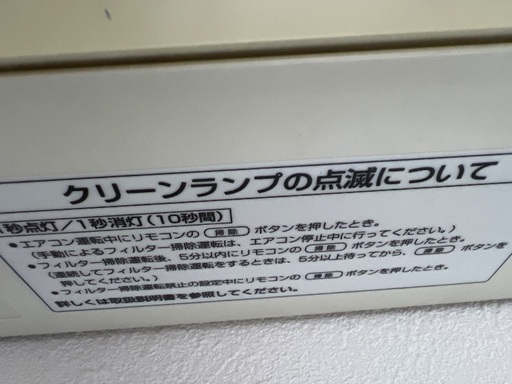 クリーンランプの点滅について
秒点灯/1秒消灯(10秒間)
●エアコン運転中にリモコンの 掃除 ボタンを押したとき。
(手動によるフィルター掃除運転は、エアコン停止中に行ってください。)
●フィルター掃除運転後、5分以内にリモコンの 掃除 ボタンを押したとき。
(連続してフィルター掃除運転をするときは、5分以上待ってから、 掃除 ボタンを
押してください。)
●フィルター掃除運転停止の設定中にリモコンの 掃除 ボタンを押したとき。
詳しくは取扱説明書を参照してください。